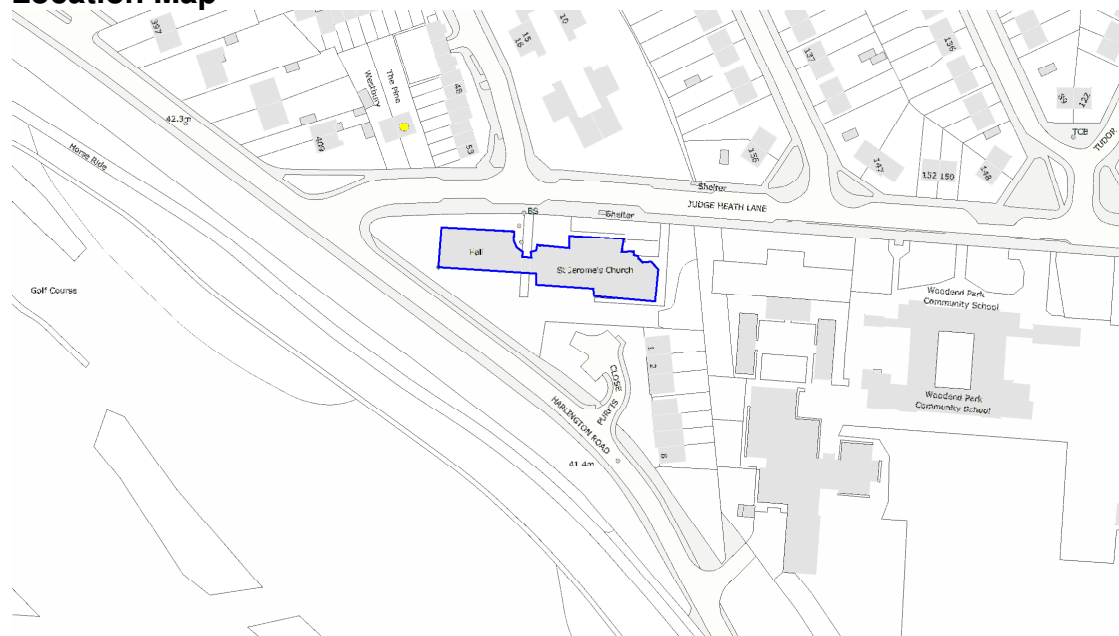 Location Map
397
15
16
10
136
137
The Pine
Westbury
48
53
59
122
TCB
TUDOR
42.3m
409
156
147
152 150
148
Horse Ride
Shelter
JUDGE HEATH LANE
BS
Shelter
Hall
St Jerome's Church
Golf Course
Woodend Park
Community School
1
2
CLOSE
PURVIS
HARLINGTON ROAD
Woodend Park
Community School
41.4m